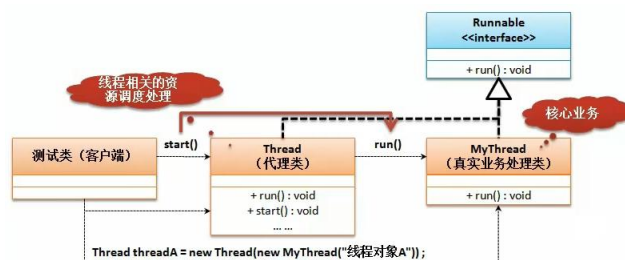 Runnable
<<interface>>
+ run() : void
线程相关的资
源调度处理
核心业务
测试类（客户端）
start()
Thread
（代理类）
run()
MyThread
（真实业务处理类）
+ run() : void
+ start() : void
... ...
+ run() : void
Thread threadA = new Thread(new MyThread("线程对象A")) ;